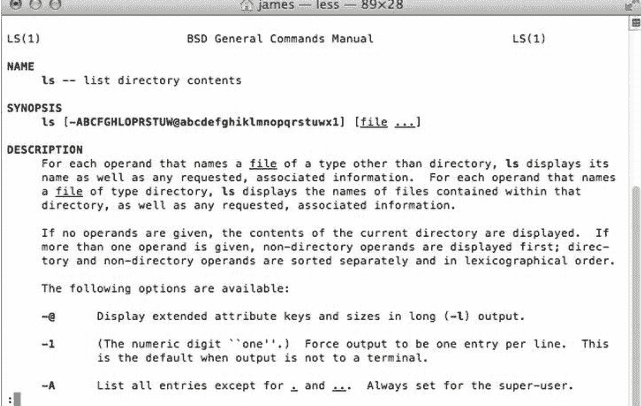 james — less — 89×28
LS(1) BSD General Commands Manual LS(1)
NAME
ls -- list directory contents
SYNOPSIS
ls [-ABCFGHLOPRSTUW@abcdefghiklmnopqrstuwx1] [file ...]
DESCRIPTION
For each operand that names a file of a type other than directory, ls displays its
name as well as any requested, associated information. For each operand that names
a file of type directory, ls displays the names of files contained within that
directory, as well as any requested, associated information.
If no operands are given, the contents of the current directory are displayed. If
more than one operand is given, non-directory operands are displayed first; direc-
tory and non-directory operands are sorted separately and in lexicographical order.
The following options are available:
-@ Display extended attribute keys and sizes in long (-l) output.
-1 (The numeric digit ``one''.) Force output to be one entry per line. This
is the default when output is not to a terminal.
-A List all entries except for . and ... Always set for the super-user.
: